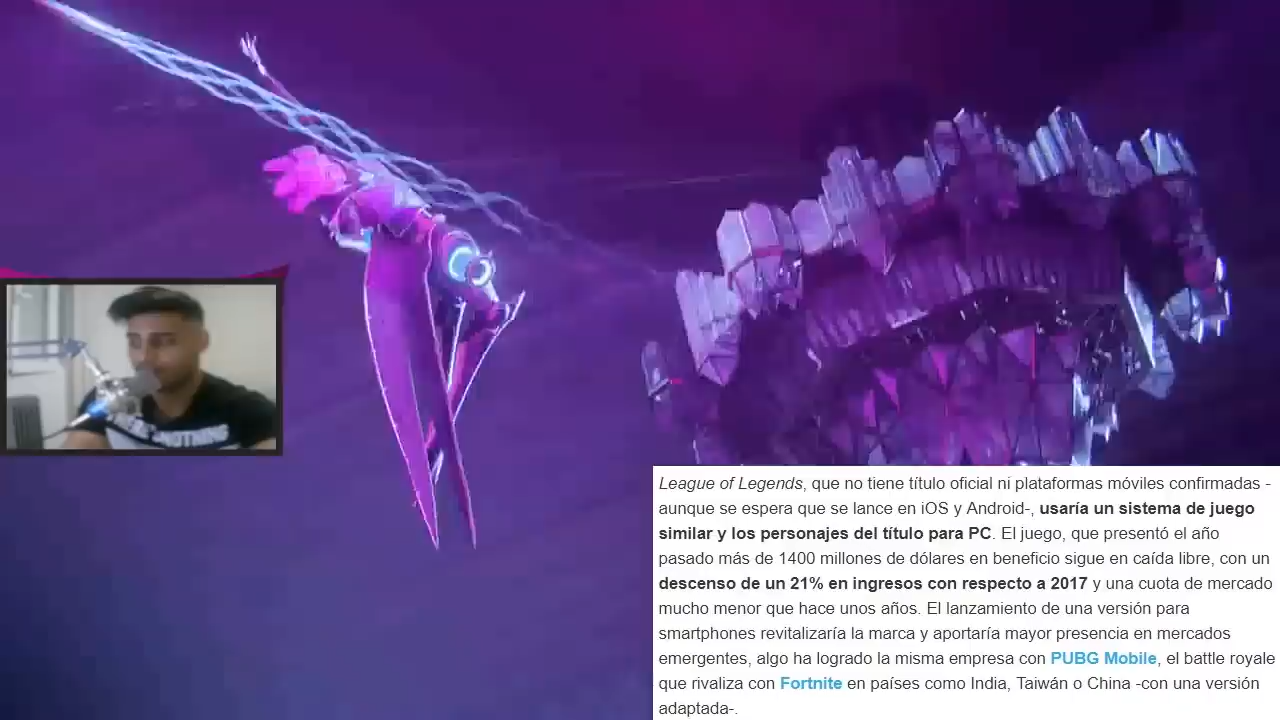 HERE'S NOTHING
League of Legends, que no tiene título oficial ni plataformas móviles confirmadas -
aunque se espera que se lance en iOS y Android-, usaría un sistema de juego
similar y los personajes del título para PC. El juego, que presentó el año
pasado más de 1400 millones de dólares en beneficio sigue en caída libre, con un
descenso de un 21% en ingresos con respecto a 2017 y una cuota de mercado
mucho menor que hace unos años. El lanzamiento de una versión para
smartphones revitalizaría la marca y aportaría mayor presencia en mercados
emergentes, algo ha logrado la misma empresa con PUBG Mobile, el battle royale
que rivaliza con Fortnite en países como India, Taiwán o China -con una versión
adaptada-.